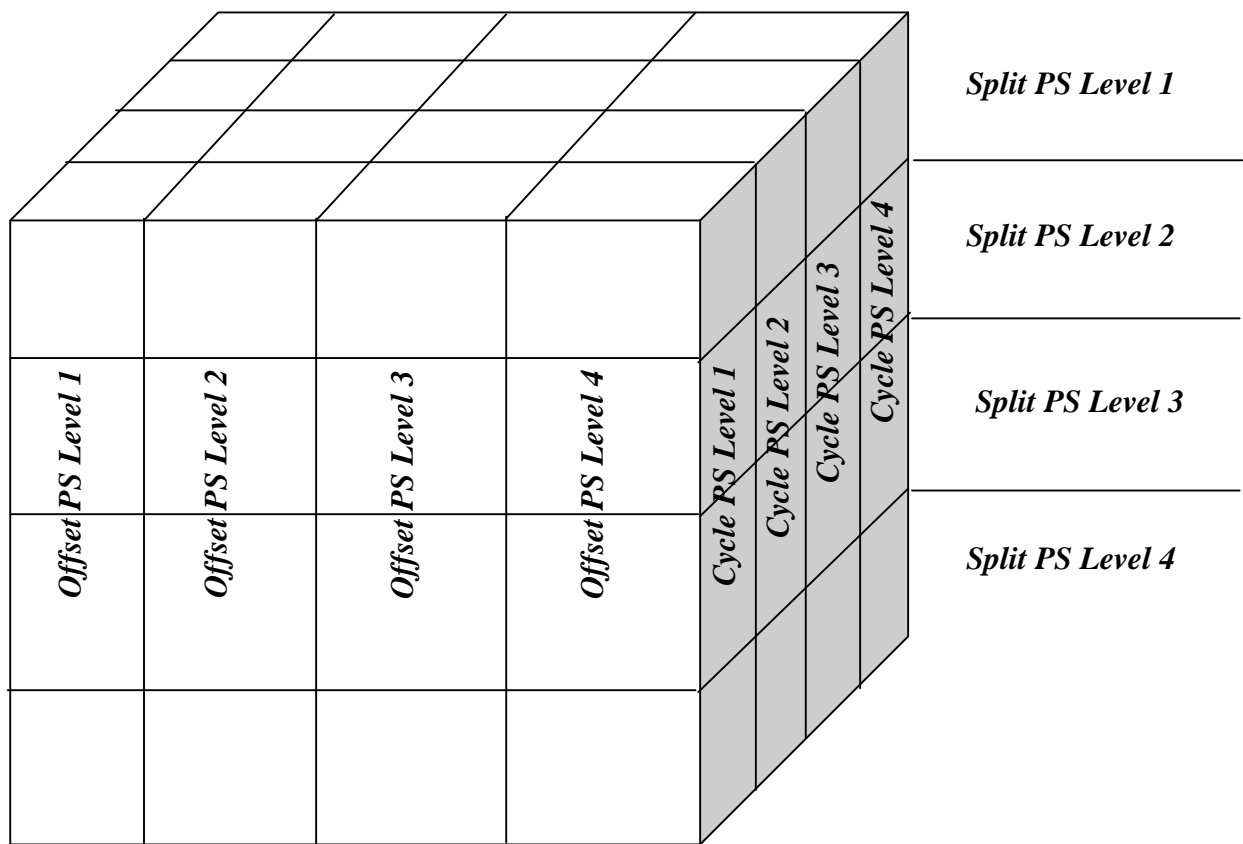 Split PS Level 1
Split PS Level 2
Split PS Level 3
Split PS Level 4
Offset PS Level 1
Offset PS Level 2
Offset PS Level 3
Offset PS Level 4
Cycle PS Level 1
Cycle PS Level 2
Cycle PS Level 3
Cycle PS Level 4